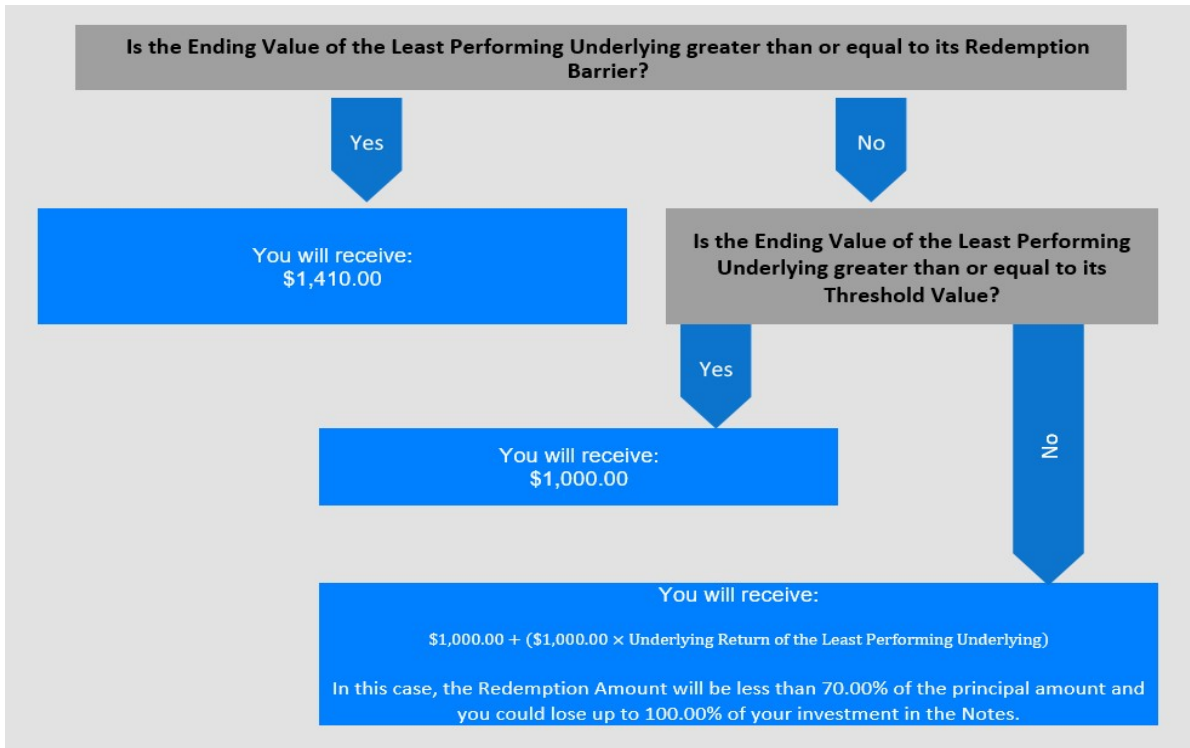 Is the Ending Value of the Least Performing Underlying greater than or equal to its Redemption
Barrier?
Yes
No
You will receive:
$1,410.00
Is the Ending Value of the Least Performing
Underlying greater than or equal to its
Threshold Value?
Yes
No
You will receive:
$1,000.00
You will receive:
$1,000.00 + ($1,000.00 × Underlying Return of the Least Performing Underlying)
In this case, the Redemption Amount will be less than 70.00% of the principal amount and
you could lose up to 100.00% of your investment in the Notes.